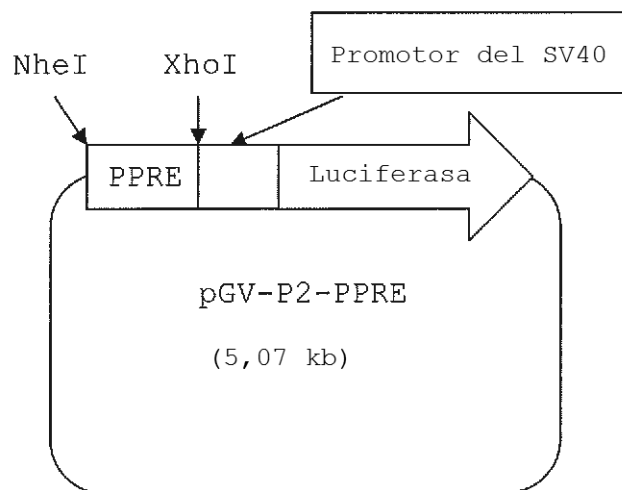 Promotor del SV40
NheI
XhoI
PPRE
Luciferasa
pGV-P2-PPRE
(5,07 kb)